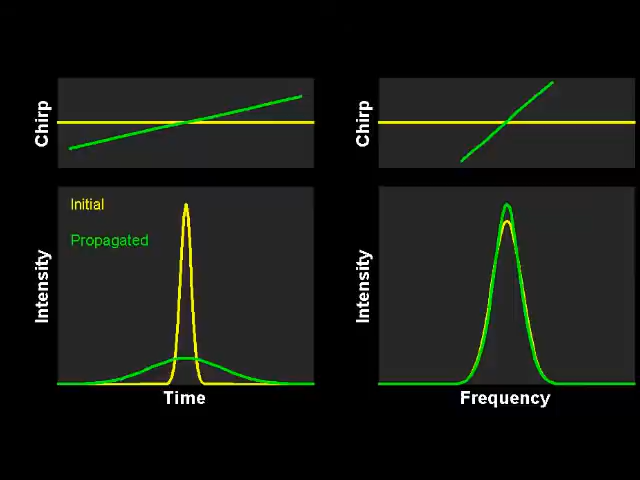 Chirp
Chirp
Initial
Propagated
Intensity
Intensity
Time
Frequency